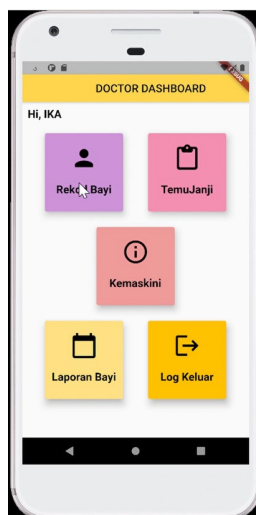 DOCTOR DASHBOARD
Hi, IKA
Rekod Bayi
TemuJanji
Kemaskini
Laporan Bayi
Log Keluar